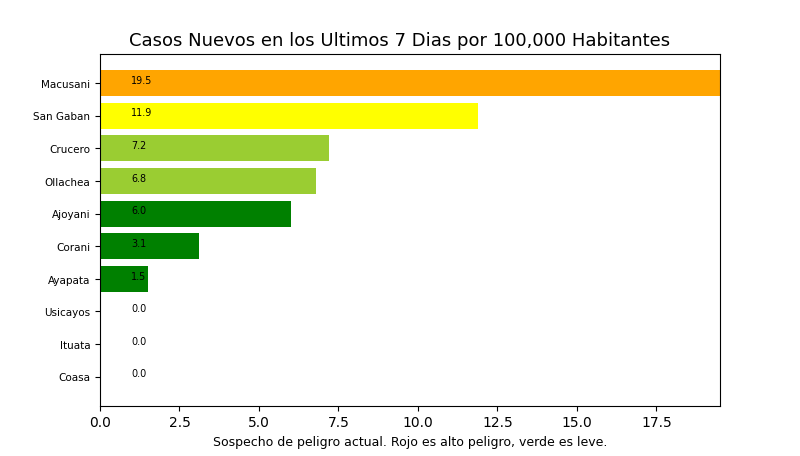 Casos Nuevos en los Ultimos 7 Dias por 100,000 Habitantes
Macusani 19.5
San Gaban 11.9
Crucero 7.2
Ollachea 6.8
Ajoyani 6.0
Corani 3.1
Ayapata 1.5
Usicayos 0.0
Ituata 0.0
Coasa 0.0
0.0 2.5 5.0 7.5 10.0 12.5 15.0 17.5
Sospecho de peligro actual. Rojo es alto peligro, verde es leve.